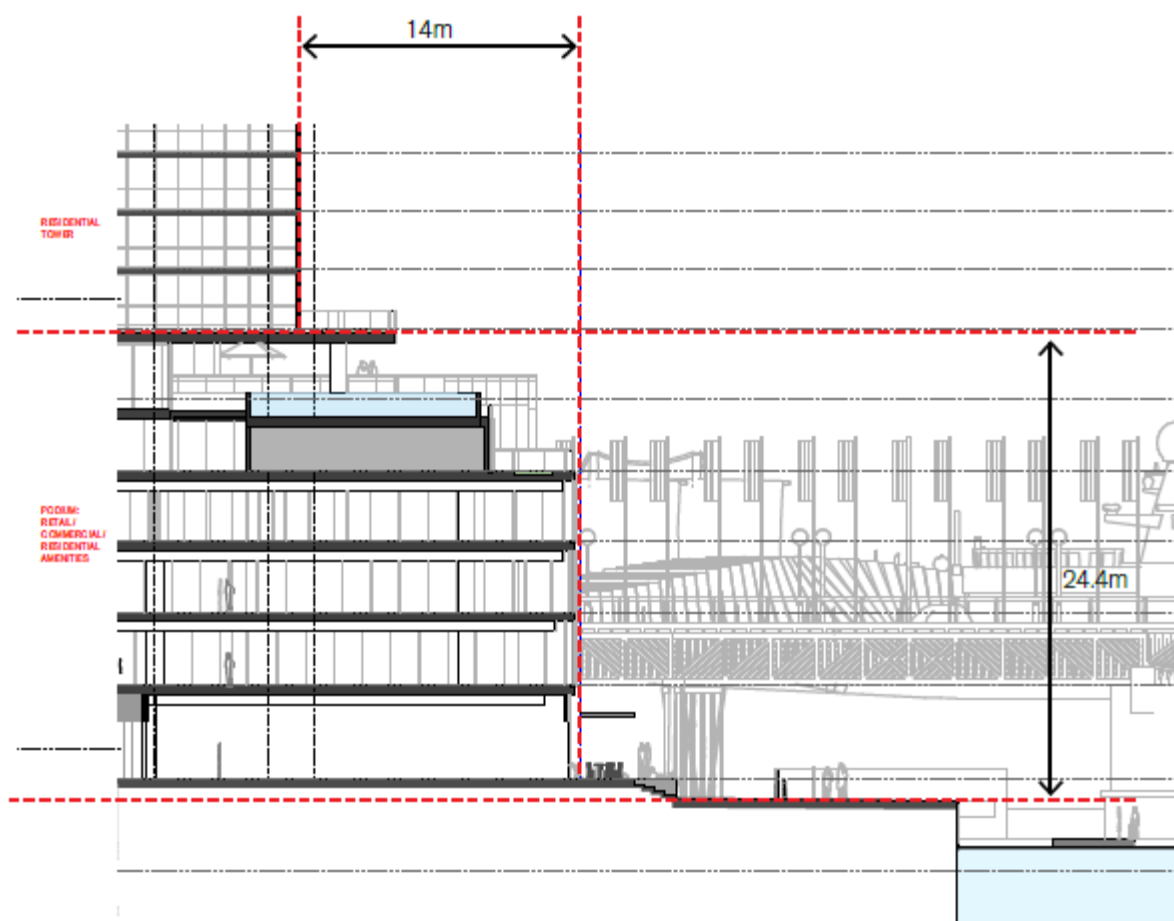 14m
RESIDENTIAL
TOWER
PODIUM:
RETAIL/
COMMERCIAL/
RESIDENTIAL
AMENITIES
24.4m